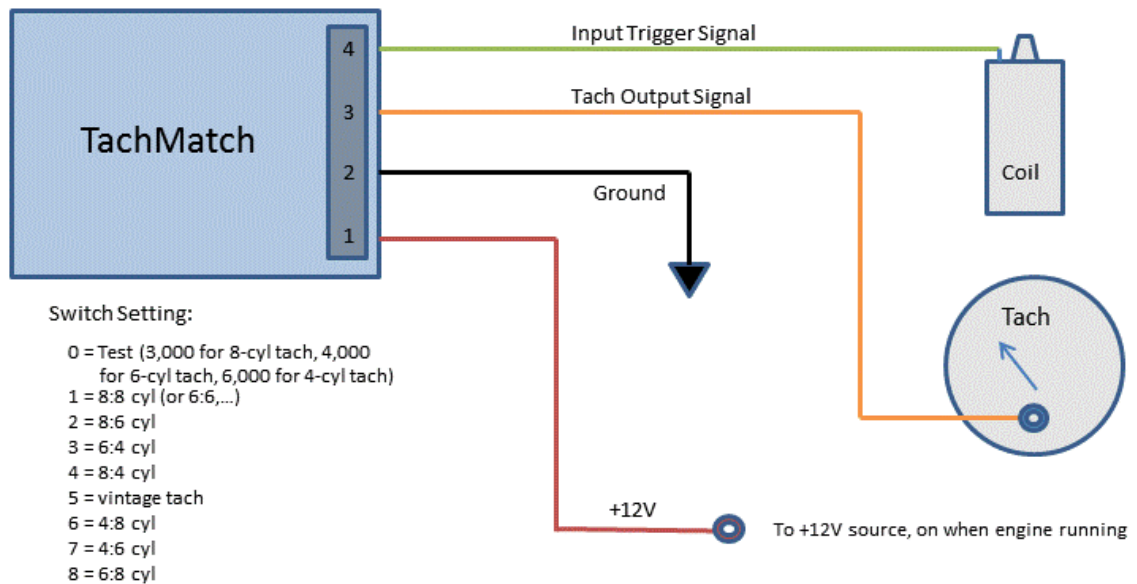 Input Trigger Signal
4
Tach Output Signal
3
TachMatch
2
Coil
Ground
1
Switch Setting:
Tach
0 = Test (3,000 for 8-cyl tach, 4,000
for 6-cyl tach, 6,000 for 4-cyl tach)
1 = 8:8 cyl (or 6:6,...)
2 = 8:6 cyl
3 = 6:4 cyl
4 = 8:4 cyl
5 = vintage tach
6 = 4:8 cyl
7 = 4:6 cyl
8 = 6:8 cyl
+12V
To +12V source, on when engine running